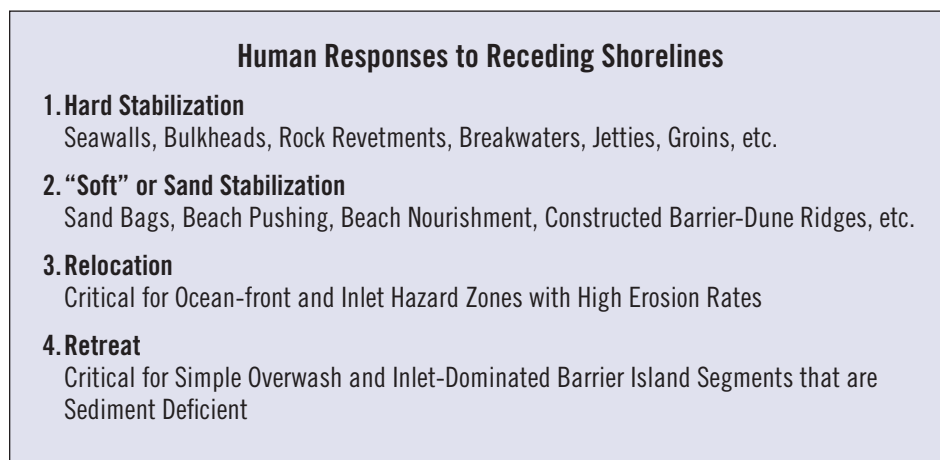 Human Responses to Receding Shorelines
1. Hard Stabilization
Seawalls, Bulkheads, Rock Revetments, Breakwaters, Jetties, Groins, etc.
2. “Soft” or Sand Stabilization
Sand Bags, Beach Pushing, Beach Nourishment, Constructed Barrier-Dune Ridges, etc.
3. Relocation
Critical for Ocean-front and Inlet Hazard Zones with High Erosion Rates
4. Retreat
Critical for Simple Overwash and Inlet-Dominated Barrier Island Segments that are
Sediment Deficient